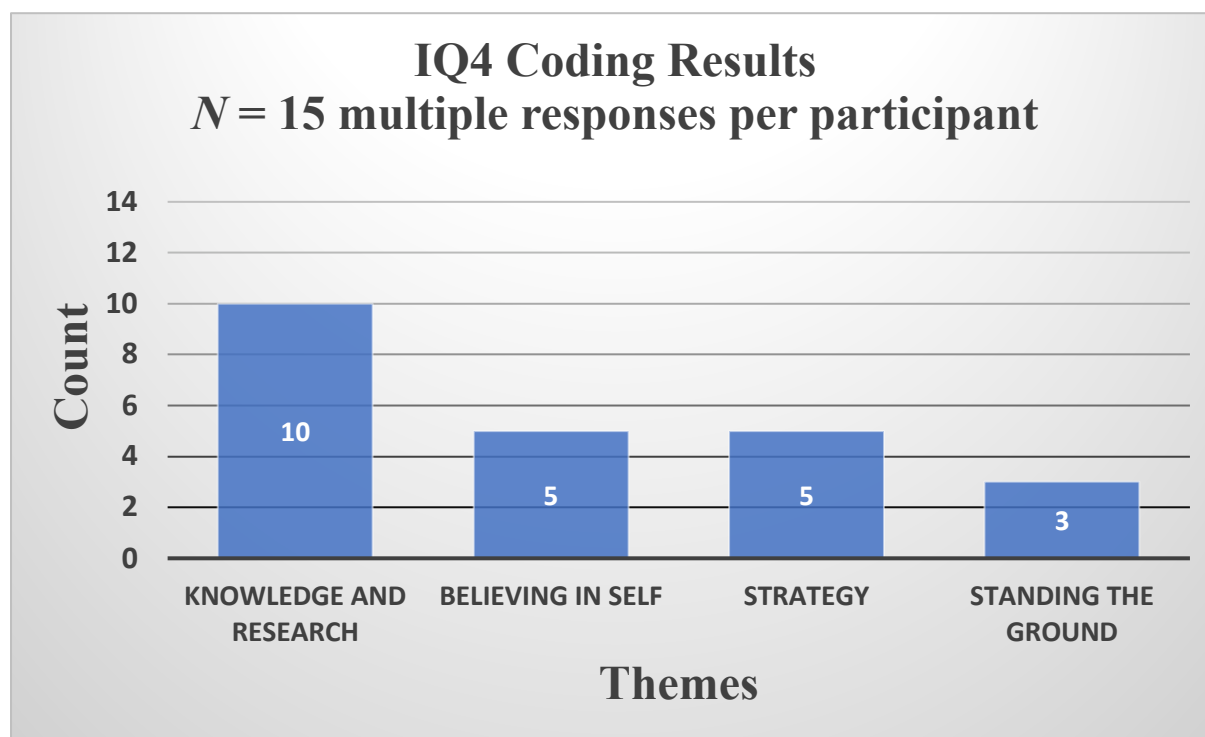 IQ4 Coding Results
N = 15 multiple responses per participant
14
12
10
8
6
4
2
0
Count
10
5
5
3
KNOWLEDGE AND
RESEARCH
BELIEVING IN SELF
STRATEGY
STANDING THE
GROUND
Themes